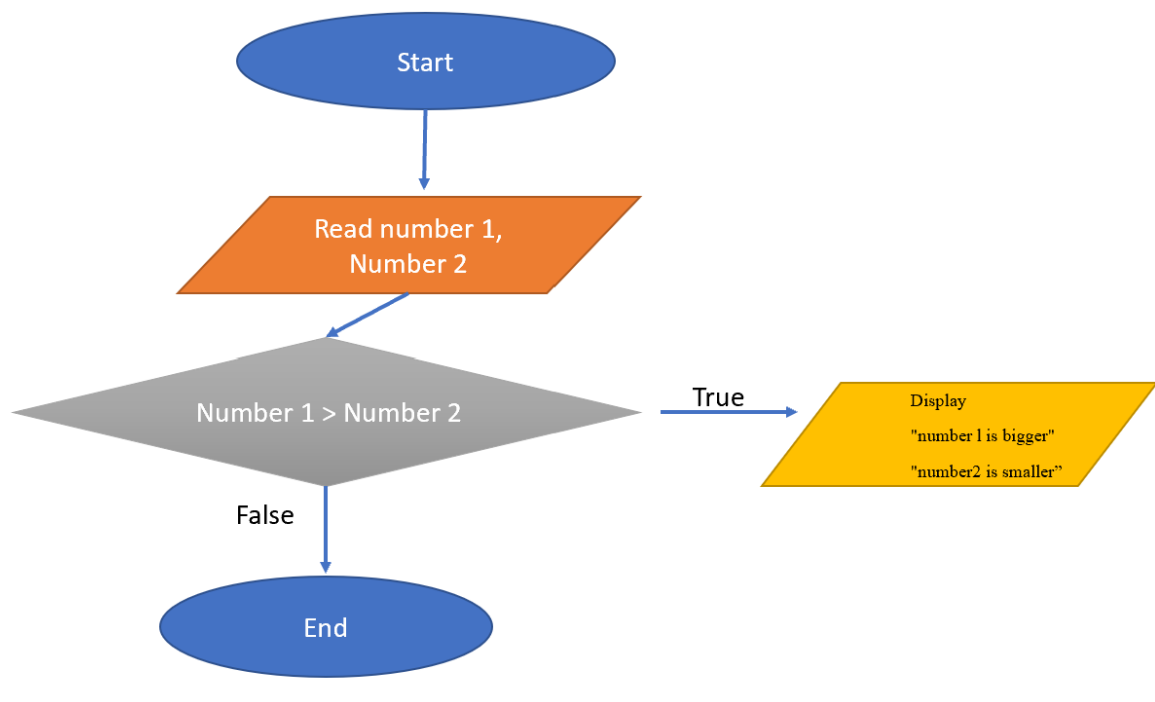 Start
Read number 1,
Number 2
Number 1 > Number 2
True
Display
"number l is bigger"
"number2 is smaller”
False
End